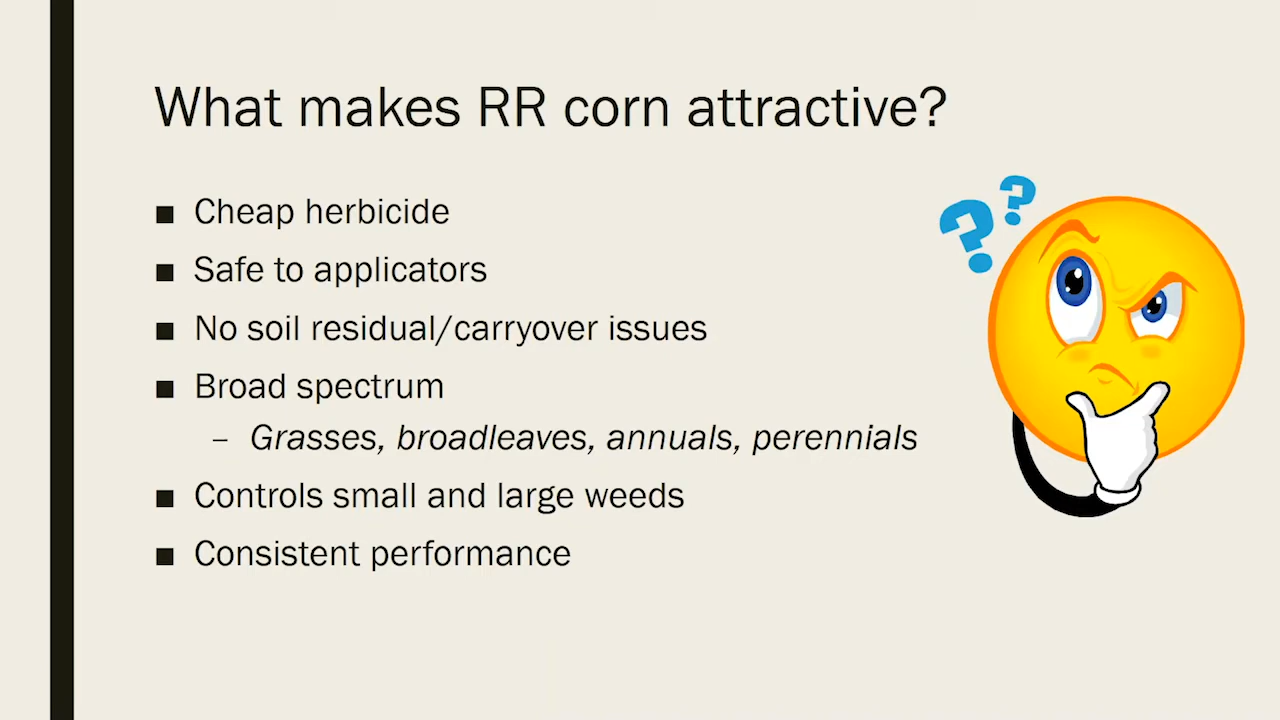 What makes RR corn attractive?
■ Cheap herbicide
■ Safe to applicators
■ No soil residual/carryover issues
■ Broad spectrum
– Grasses, broadleaves, annuals, perennials
■ Controls small and large weeds
■ Consistent performance
??